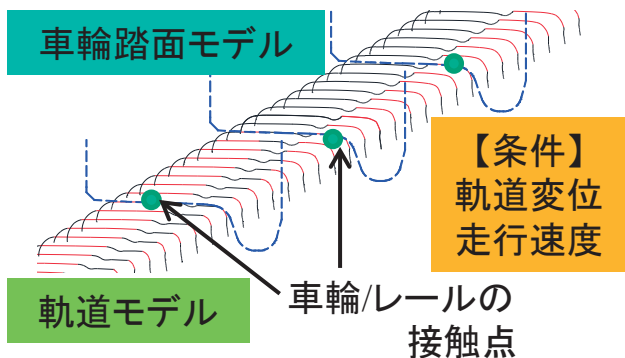 車輪踏面モデル
【条件】
軌道変位
走行速度
軌道モデル
車輪/レールの
接触点